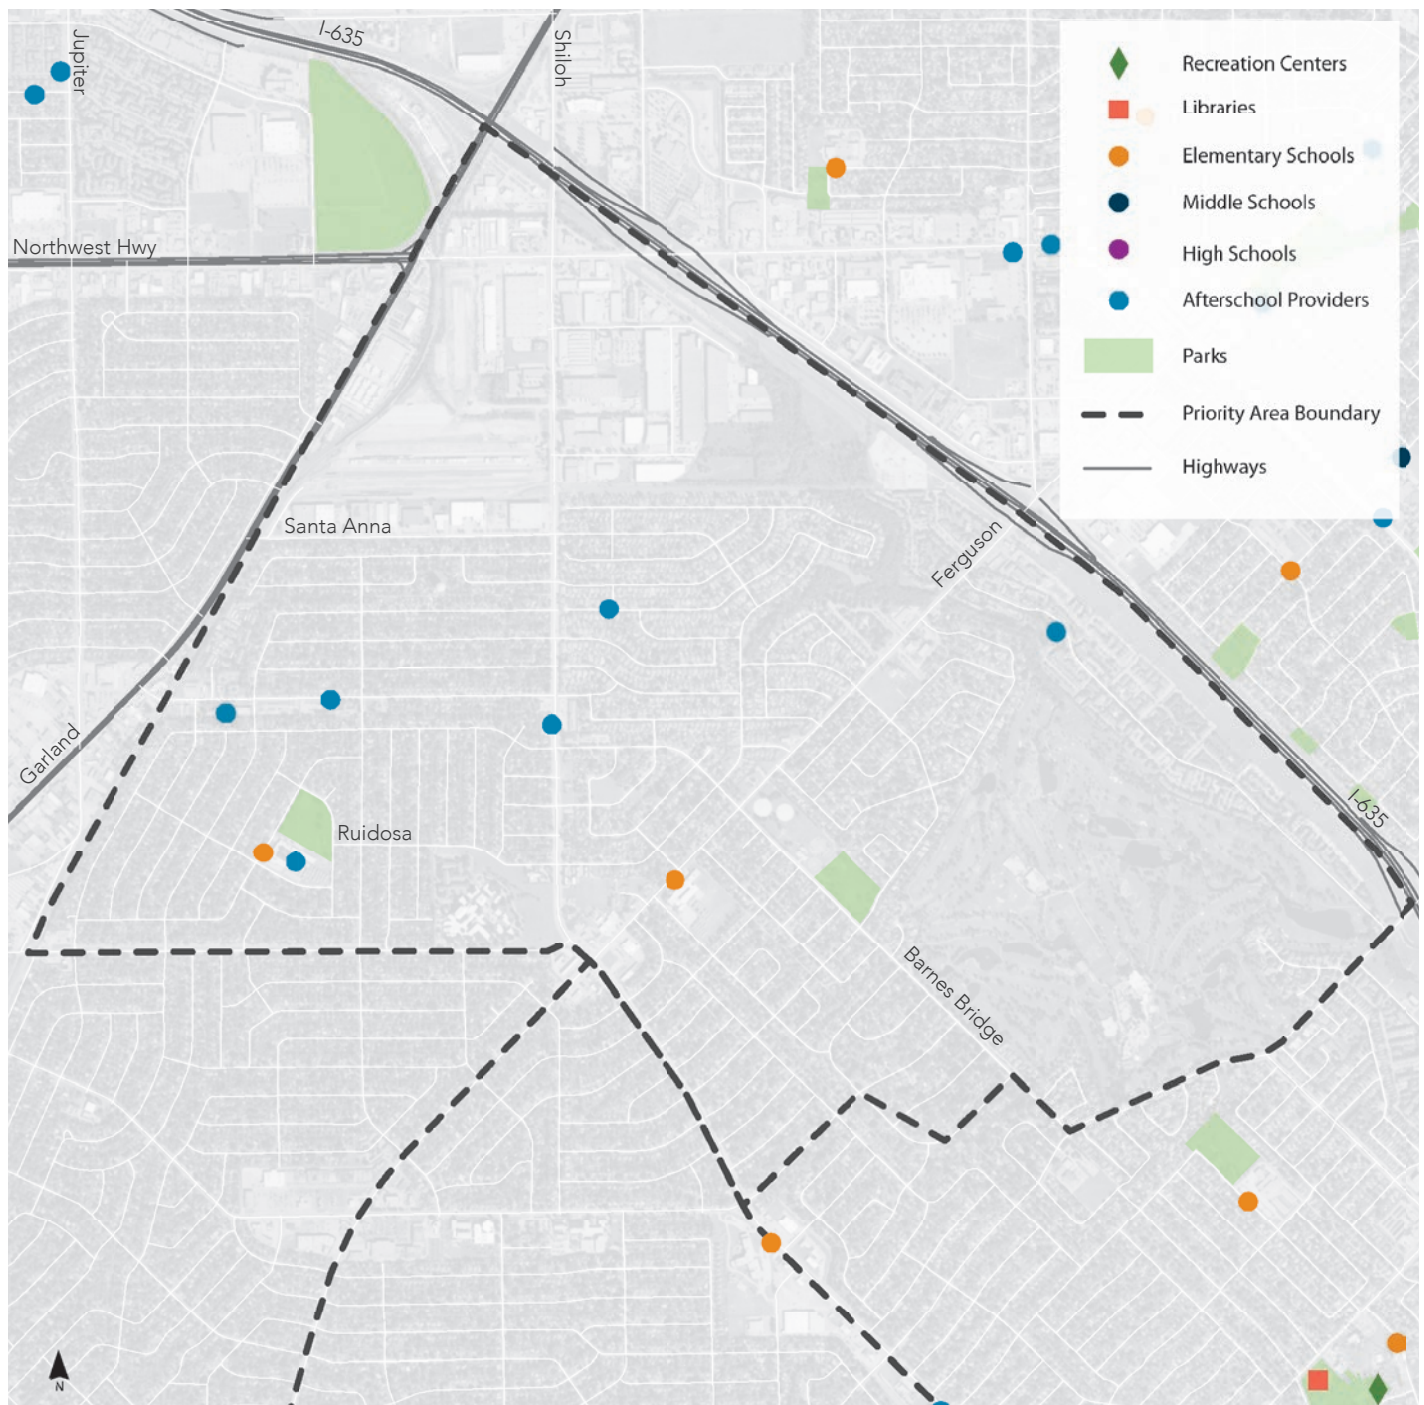 I-635
Jupiter
Shiloh
Recreation Centers
Libraries
Elementary Schools
Middle Schools
High Schools
Afterschool Providers
Parks
Priority Area Boundary
Highways
Northwest Hwy
Santa Anna
Ferguson
Garland
Ruidosa
I-635
Barnes Bridge
N